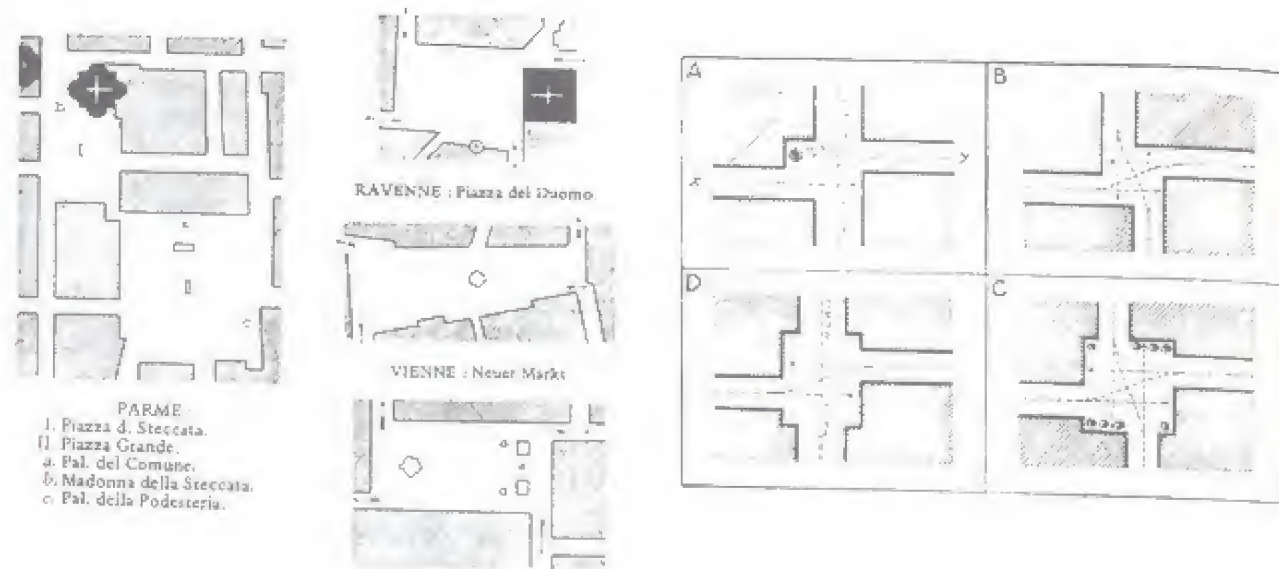 b
I
a
II
c
PARME
I. Piazza d. Steccata.
II Piazza Grande.
a. Pal. del Comune.
b. Madonna della Steccata.
c. Pal. della Podesteria.
RAVENNE : Piazza del Duomo.
VIENNE : Neuer Markt
a
a
A
x
y
B
D
C